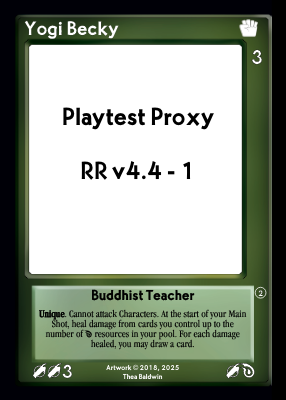 Yogi Becky
3
Playtest Proxy
RR v4.4 - 1
Buddhist Teacher
2
Unique. Cannot attack Characters. At the start of your Main
Shot, heal damage from cards you control up to the
number of resources in your pool. For each damage
healed, you may draw a card.
3
Artwork © 2018, 2025
Thea Baldwin